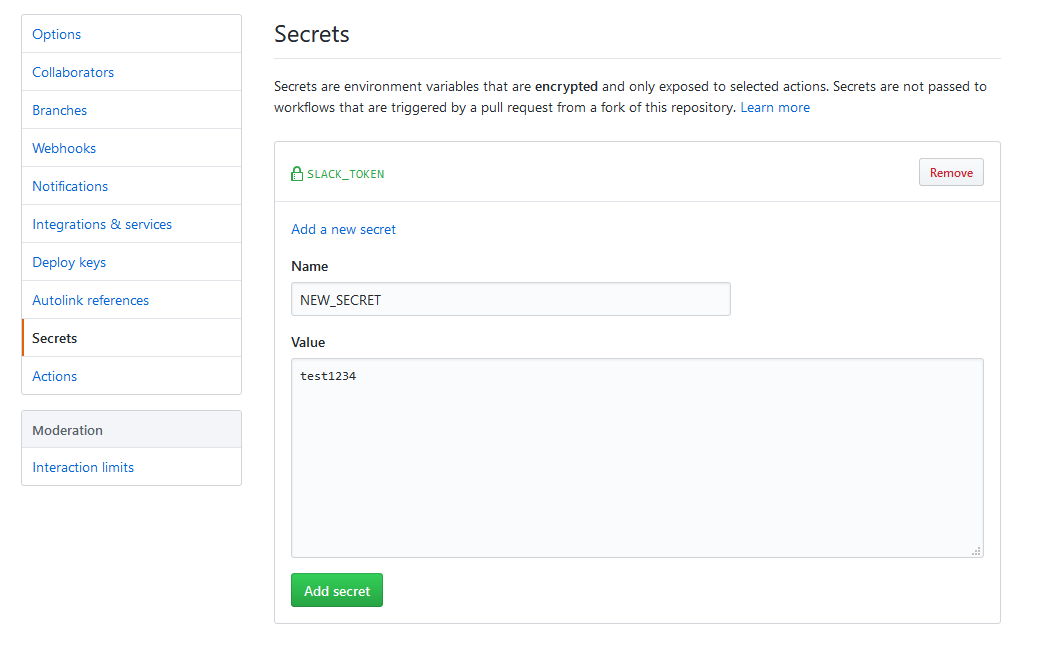 Options
Collaborators
Branches
Webhooks
Notifications
Integrations & services
Deploy keys
Autolink references
Secrets
Actions
Moderation
Interaction limits
Secrets
Secrets are environment variables that are encrypted and only exposed to selected actions. Secrets are not passed to
workflows that are triggered by a pull request from a fork of this repository. Learn more
SLACK_TOKEN
Remove
Add a new secret
Name
NEW_SECRET
Value
test1234
Add secret